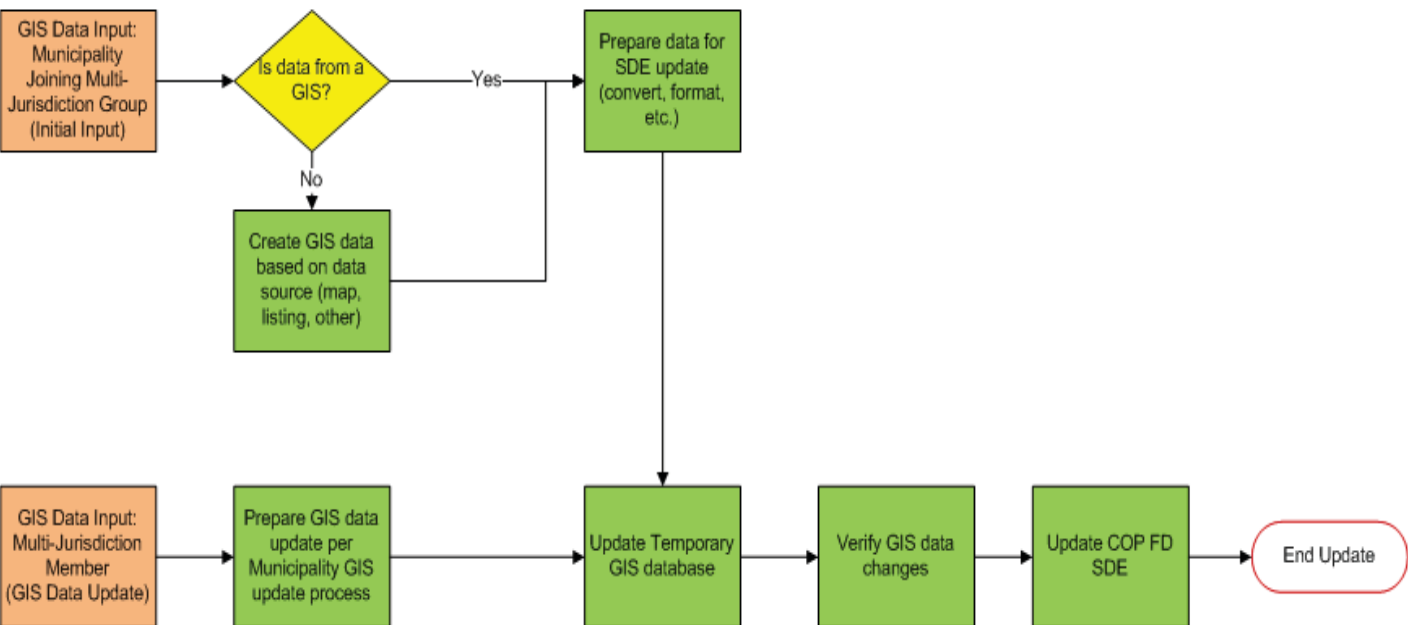 GIS Data Input:
Municipality
Joining Multi-
Jurisdiction Group
(Initial Input)
Is data from a
GIS?
Yes
Prepare data for
SDE update
(convert, format,
etc.)
No
Create GIS data
based on data
source (map,
listing, other)
GIS Data Input:
Multi-Jurisdiction
Member
(GIS Data Update)
Prepare GIS data
update per
Municipality GIS
update process
Update Temporary
GIS database
Verify GIS data
changes
Update COP FD
SDE
End Update